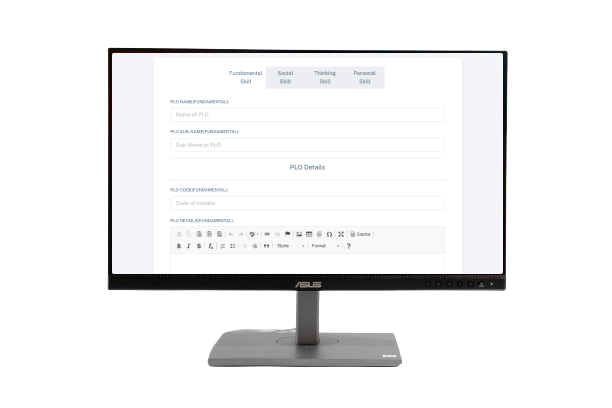 Fundamental Skill
Social Skill
Thinking Skill
Personal Skill
PLO NAME(FUNDAMENTAL):
Name of PLO
PLO SUB-NAME(FUNDAMENTAL):
Sub-Name of PLO
PLO Details
PLO CODE(FUNDAMENTAL):
Code of mission
PLO DETAILS(FUNDAMENTAL):
Source
B I S Styles Format ?
ASUS